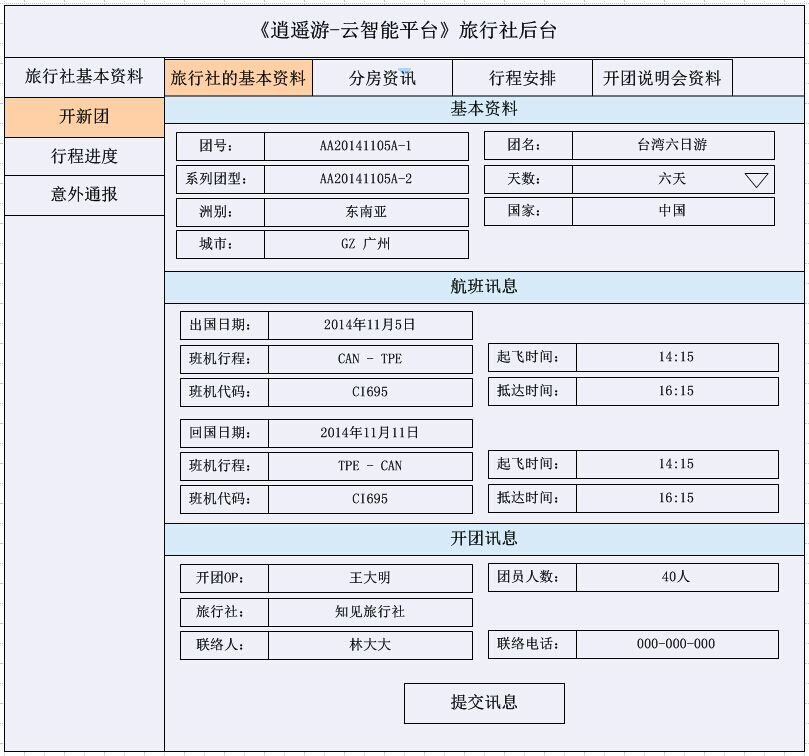 《逍遥游-云智能平台》旅行社后台
旅行社基本资料
开新团
行程进度
意外通报
旅行社的基本资料 分房资讯 行程安排 开团说明会资料
基本资料
团号： AA20141105A-1 团名： 台湾六日游
系列团型： AA20141105A-2 天数： 六天
洲别： 东南亚 国家： 中国
城市： GZ 广州
航班讯息
出国日期： 2014年11月5日
班机行程： CAN - TPE 起飞时间： 14:15
班机代码： CI695 抵达时间： 16:15
回国日期： 2014年11月11日
班机行程： TPE - CAN 起飞时间： 14:15
班机代码： CI695 抵达时间： 16:15
开团讯息
开团OP： 王大明 团员人数： 40人
旅行社： 知见旅行社
联络人： 林大大 联络电话： 000-000-000
提交讯息